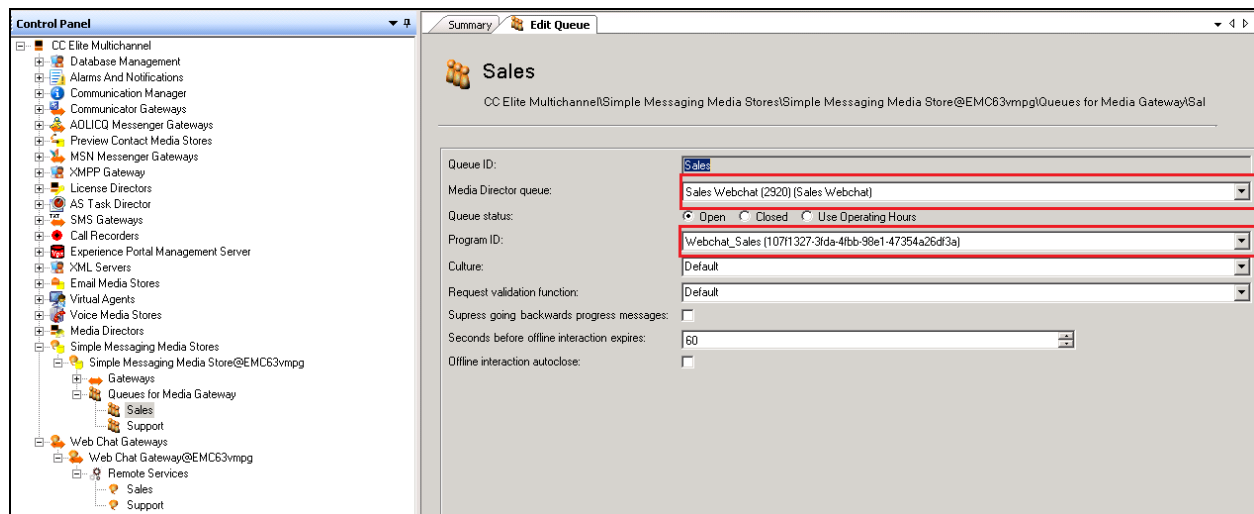 Control Panel
CC Elite Multichannel
Database Management
Alarms And Notifications
Communication Manager
Communicator Gateways
AOLICQ Messenger Gateways
Preview Contact Media Stores
MSN Messenger Gateways
XMPP Gateway
License Directors
AS Task Director
SMS Gateways
Call Recorders
Experience Portal Management Server
XML Servers
Email Media Stores
Virtual Agents
Voice Media Stores
Media Directors
Simple Messaging Media Stores
Simple Messaging Media Store@EMC63vmpg
Gateways
Queues for Media Gateway
Sales
Support
Web Chat Gateways
Web Chat Gateway@EMC63vmpg
Remote Services
Sales
Support
Summary Edit Queue
Sales
CC Elite Multichannel\Simple Messaging Media Stores\Simple Messaging Media Store@EMC63vmpg\Queues for Media Gateway\Sal
Queue ID: Sales
Media Director queue: Sales Webchat (2920) (Sales Webchat)
Queue status: Open Closed Use Operating Hours
Program ID: Webchat_Sales (107f1327-3fda-4fbb-98e1-47354a26df3a)
Culture: Default
Request validation function: Default
Supress going backwards progress messages:
Seconds before offline interaction expires: 60
Offline interaction autoclose: